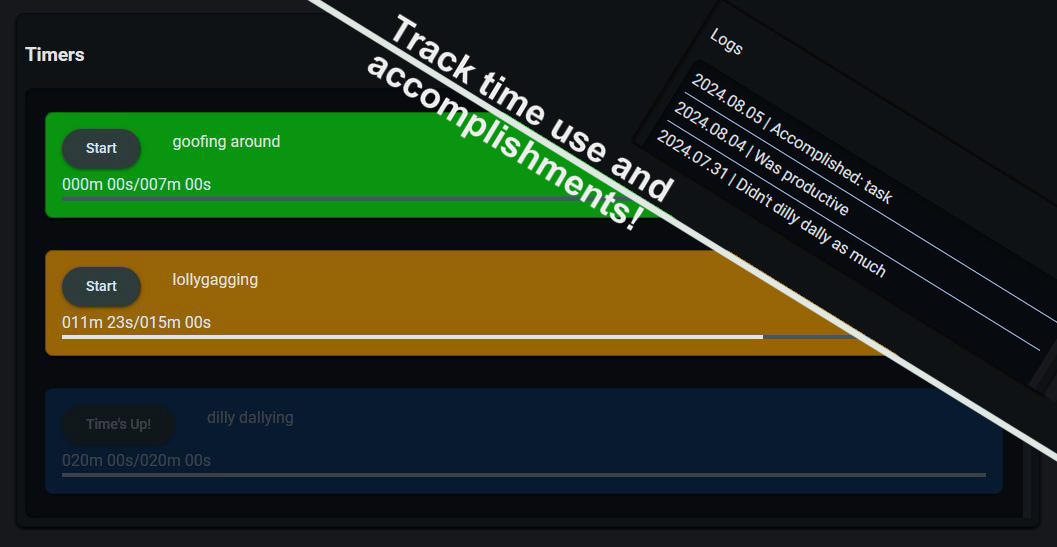 Timers
Start
goofing around
000m 00s/007m 00s
Start
lollygagging
011m 23s/015m 00s
Time's Up!
dilly dallying
020m 00s/020m 00s
Track time use and
accomplishments!
Logs
2024.08.05 | Accomplished: task
2024.08.04 | Was productive
2024.07.31 | Didn't dilly dally as much